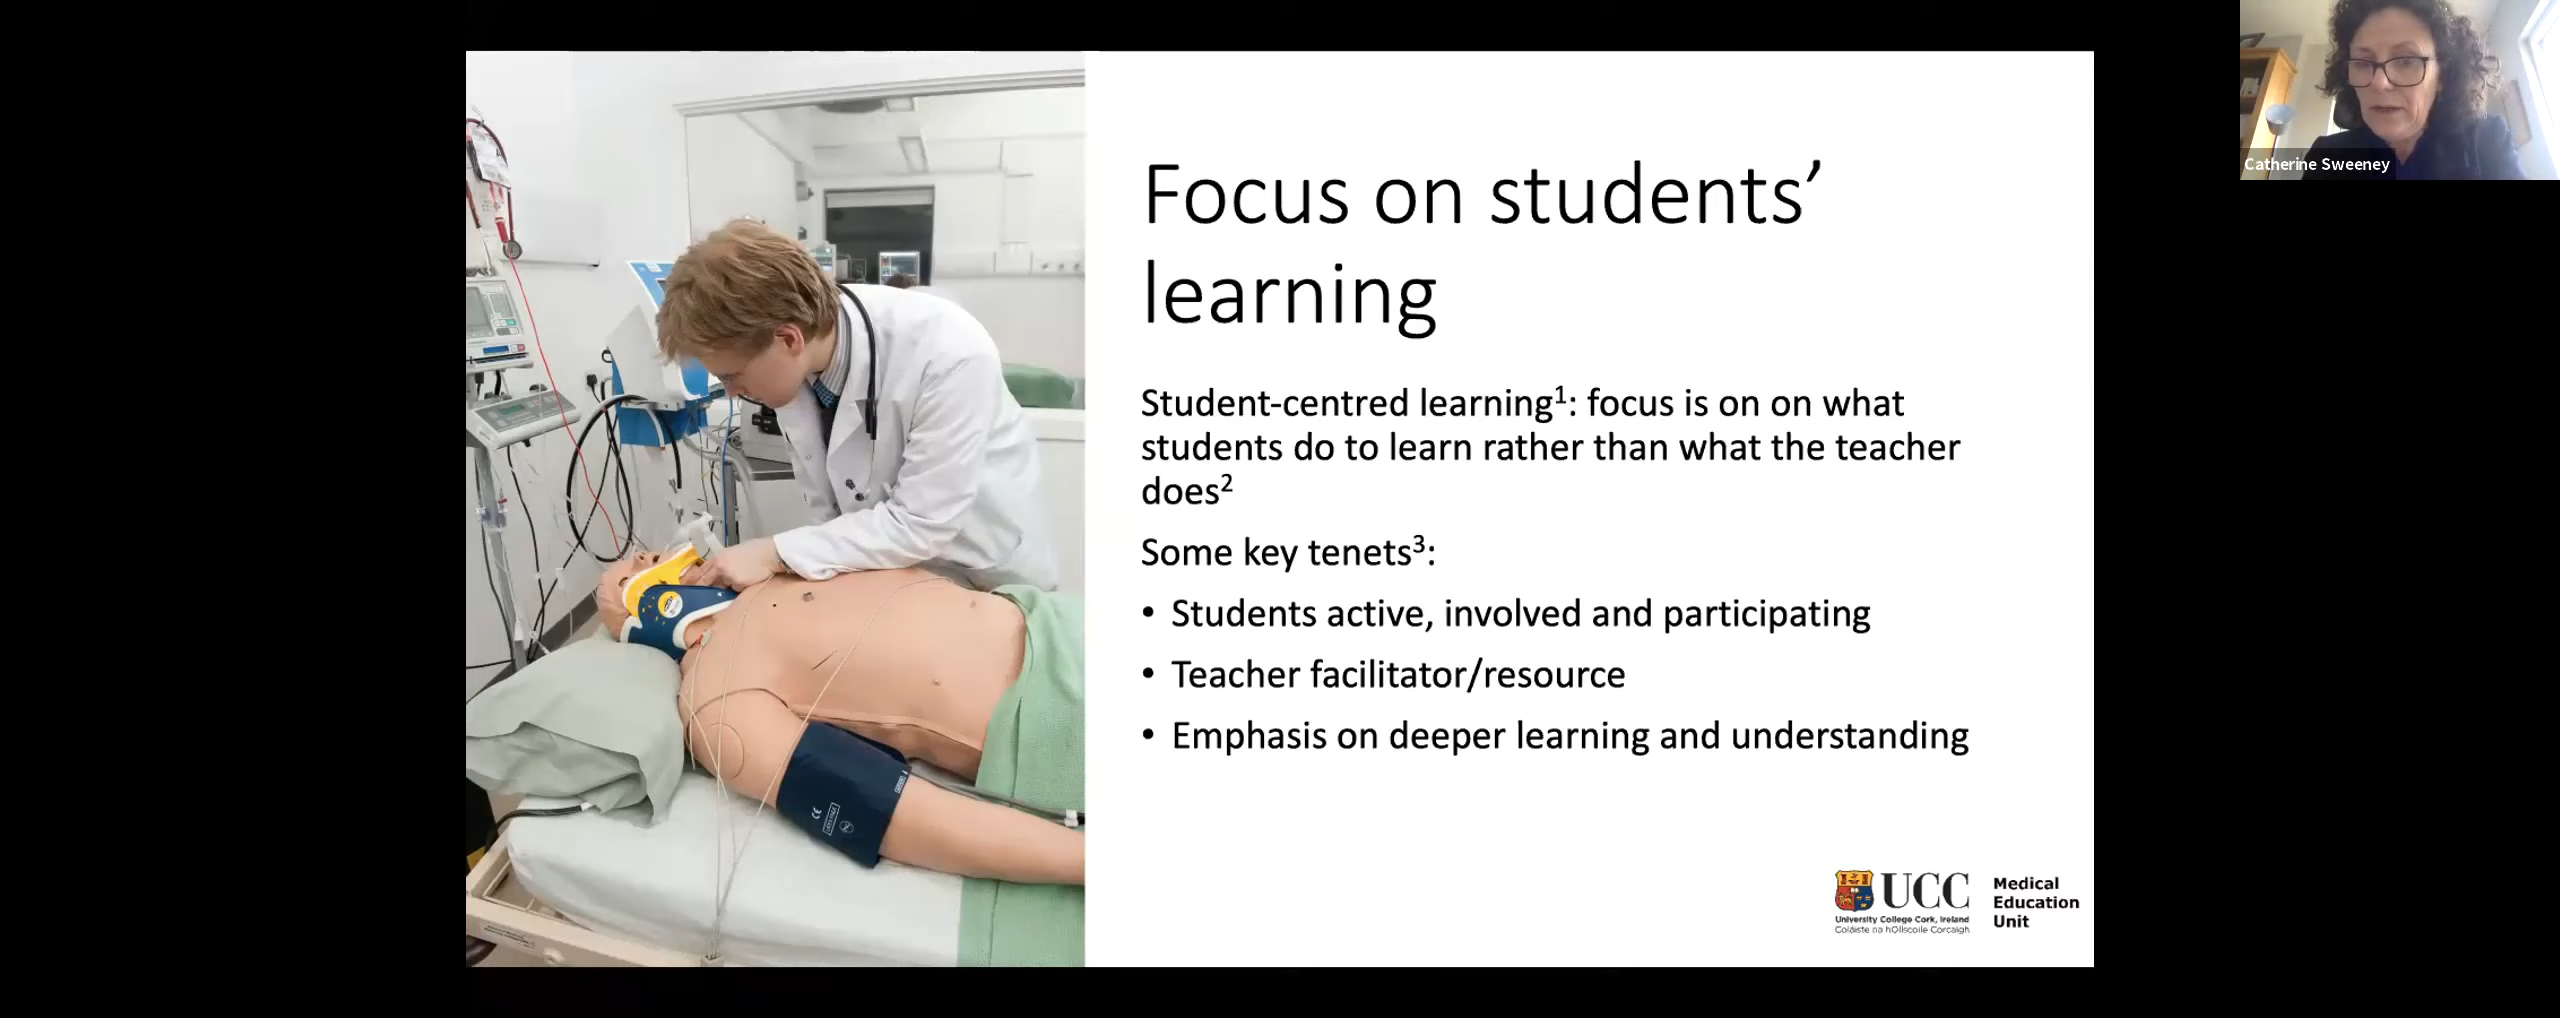 Catherine Sweeney
Focus on students’
learning
Student-centred learning¹: focus is on on what
students do to learn rather than what the teacher
does²
Some key tenets³:
• Students active, involved and participating
• Teacher facilitator/resource
• Emphasis on deeper learning and understanding
UCC
University College Cork, Ireland
Coláiste na hOllscoile Corcaigh
Medical
Education
Unit